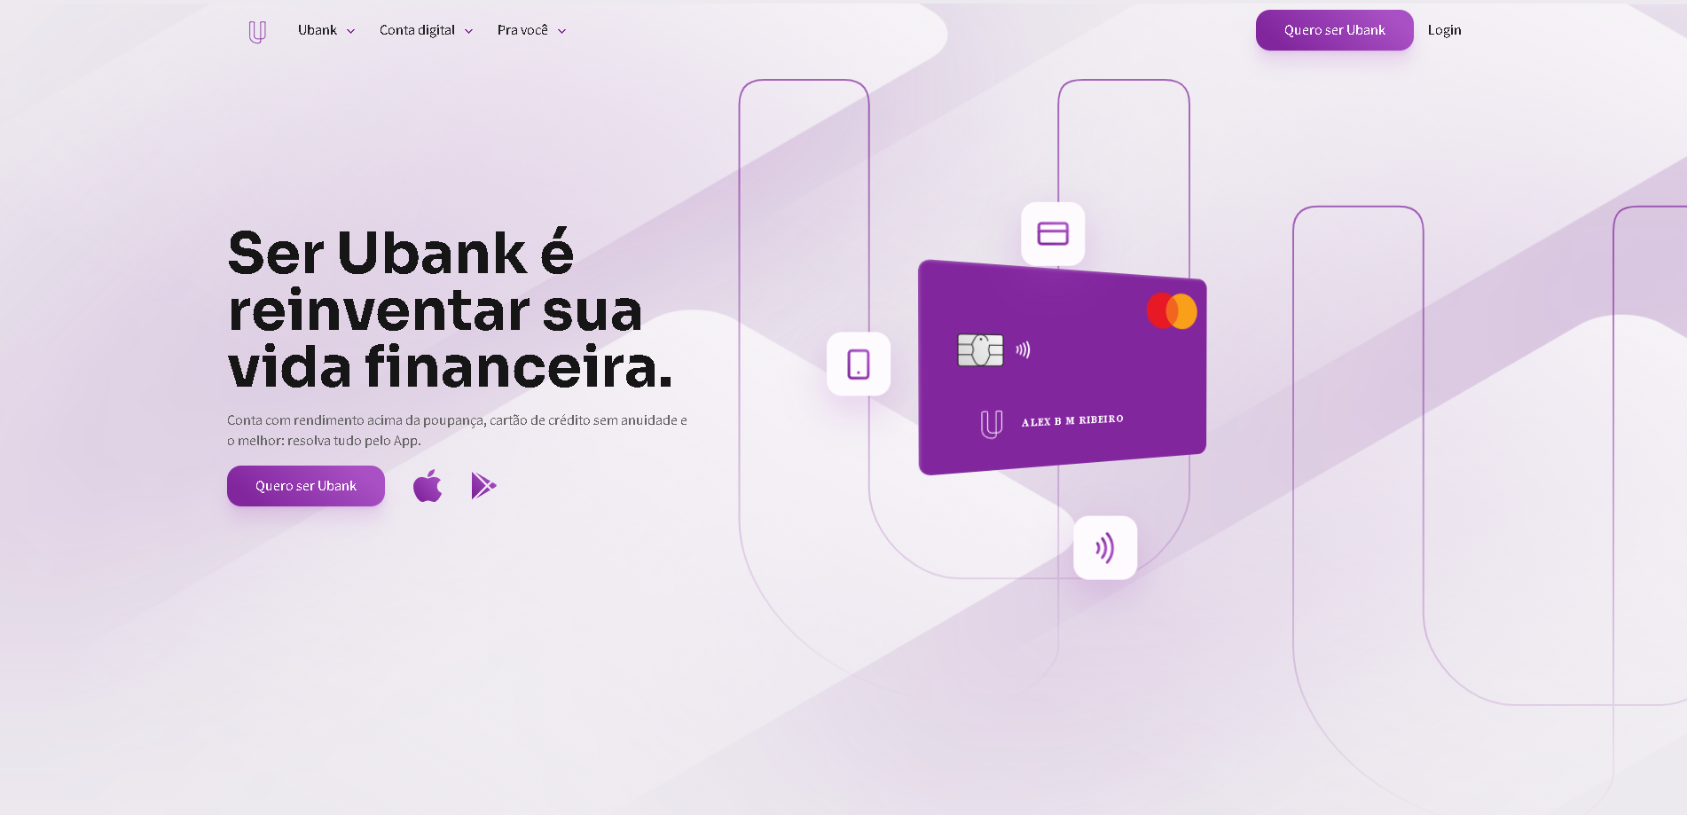 Ubank
Conta digital
Pra você
Quero ser Ubank
Login
Ser Ubank é
reinventar sua
vida financeira.
Conta com rendimento acima da poupança, cartão de crédito sem anuidade e
o melhor: resolva tudo pelo App.
Quero ser Ubank
ALEX B M RIBEIRO